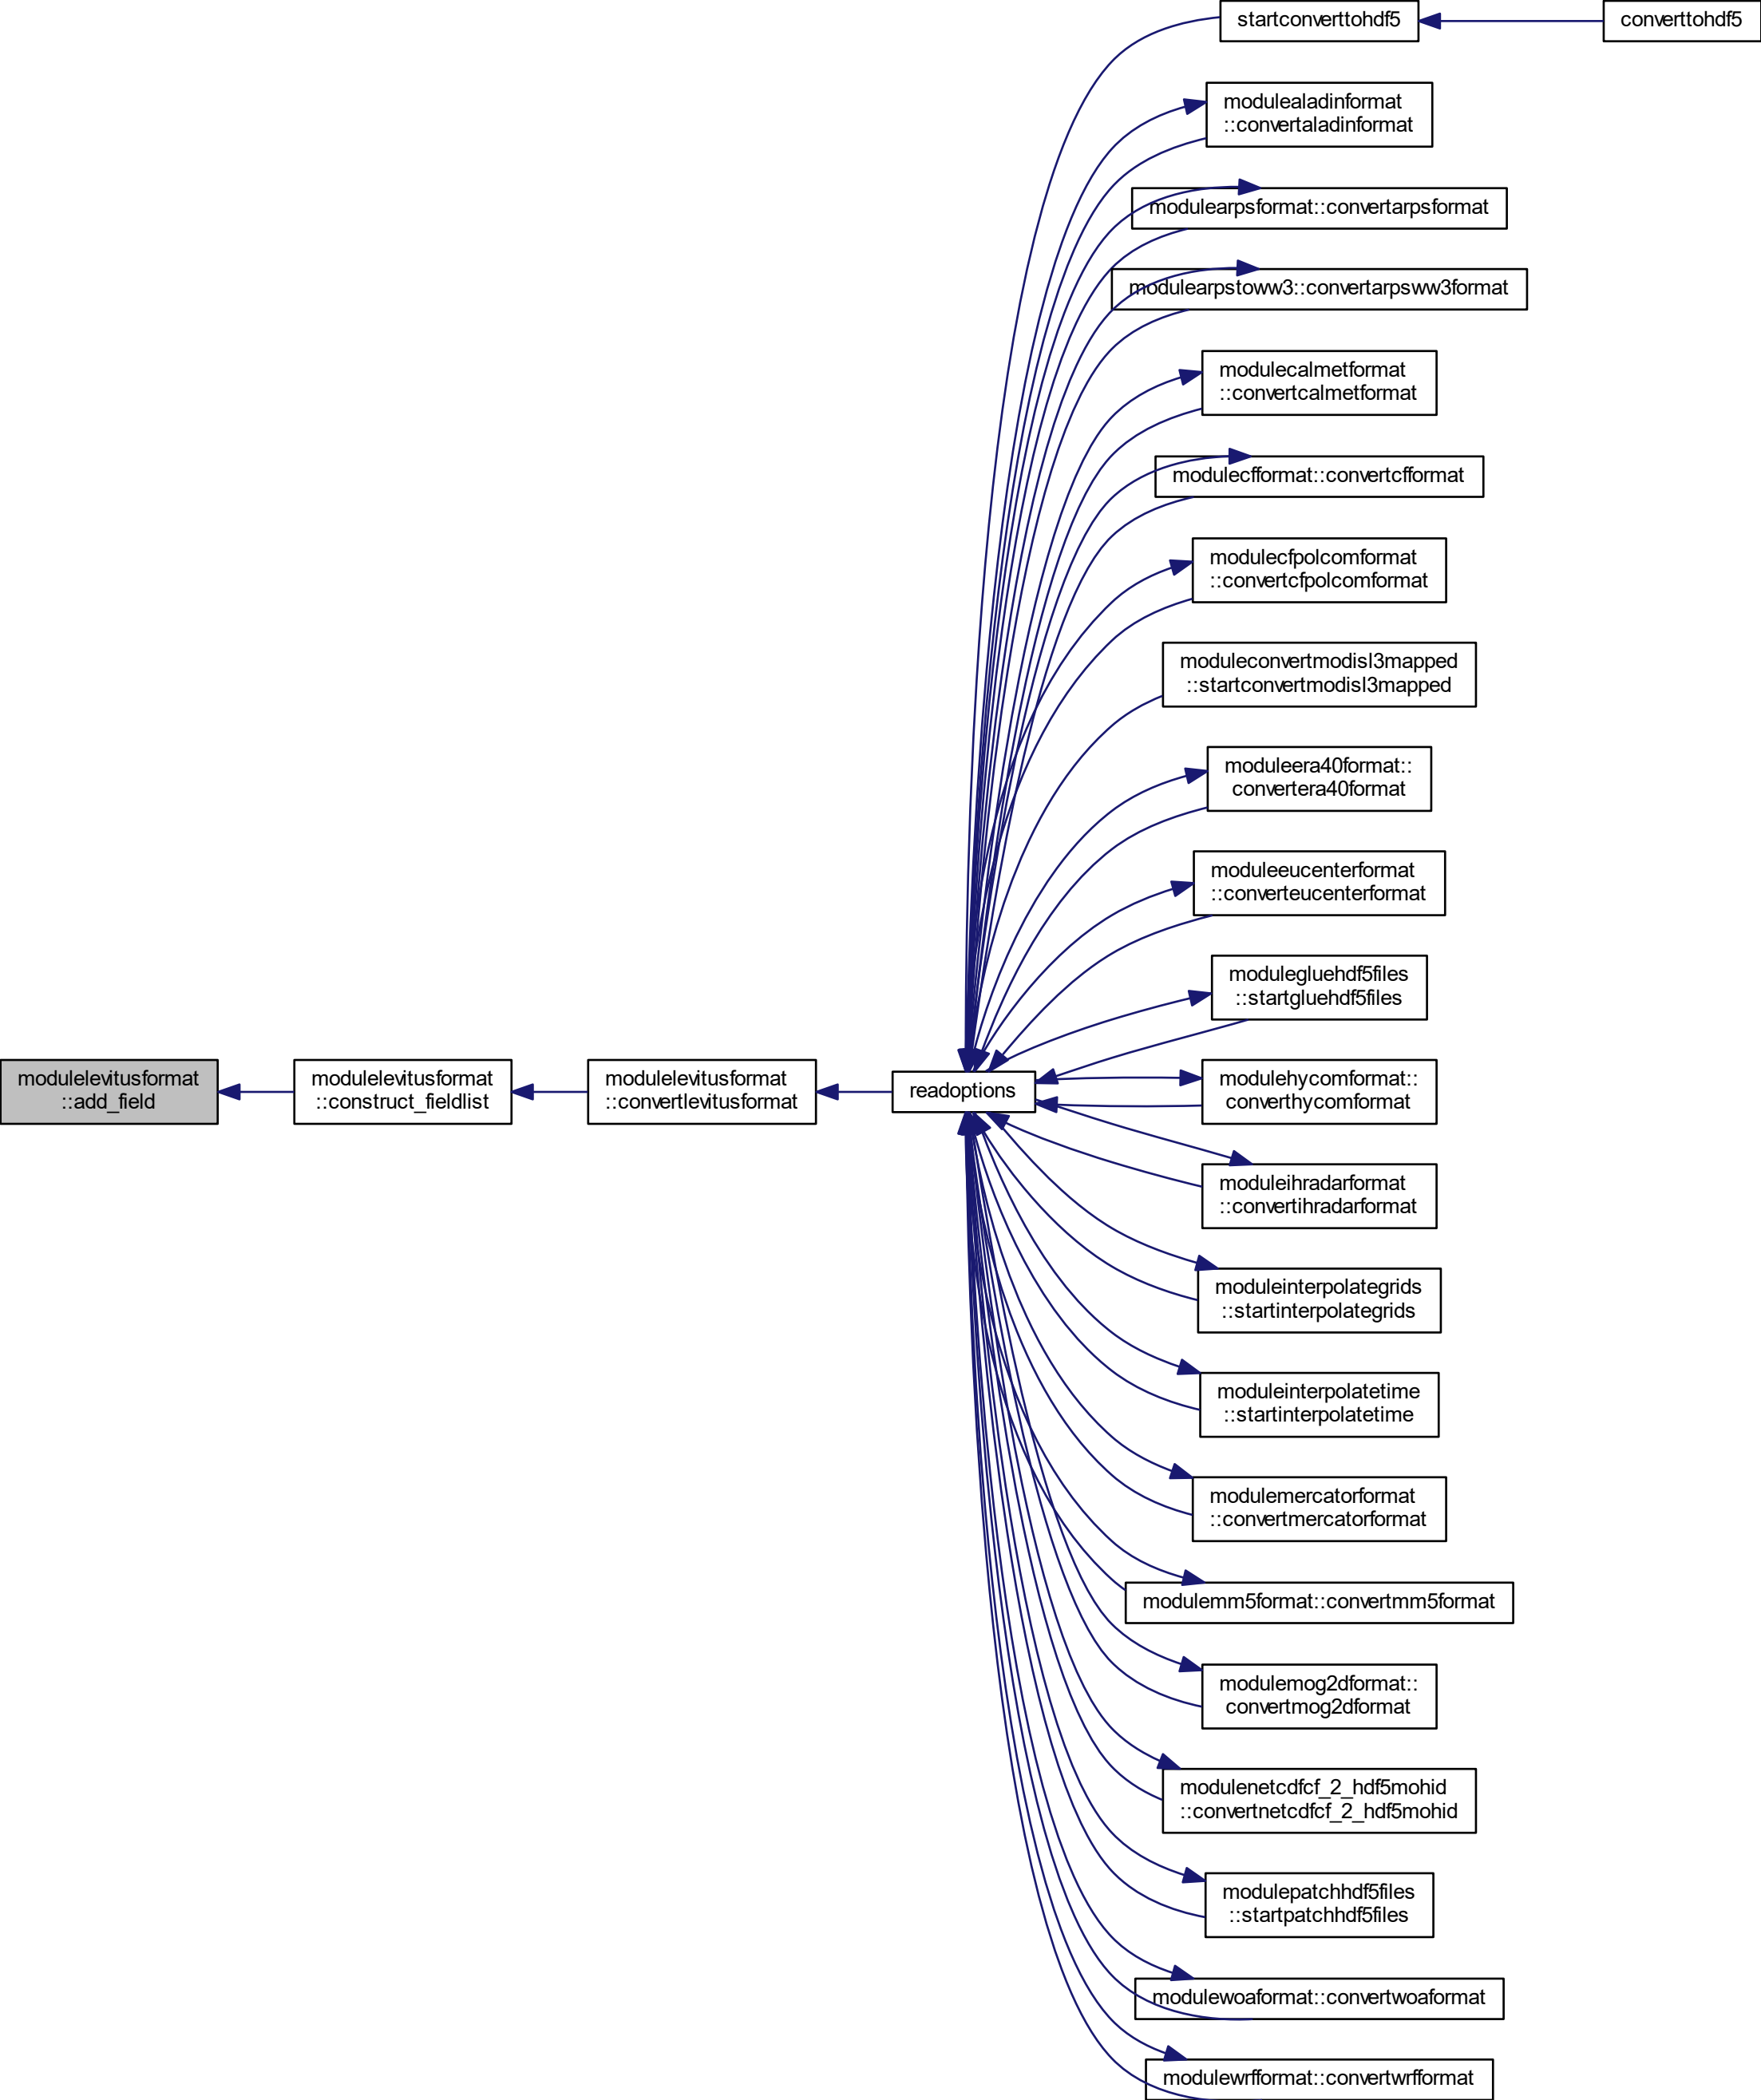 startconverttohdf5
converttohdf5
modulealadinformat
::convertaladinformat
modulearpsformat::convertarpsformat
modulearpstoww3::convertarpsww3format
modulecalmetformat
::convertcalmetformat
modulecfformat::convertcfformat
modulecfpolcomformat
::convertcfpolcomformat
moduleconvertmodisl3mapped
::startconvertmodisl3mapped
moduleera40format::
convertera40format
moduleeucenterformat
::converteucenterformat
modulegluehdf5files
::startgluehdf5files
modulelevitusformat
::add_field
modulelevitusformat
::construct_fieldlist
modulelevitusformat
::convertlevitusformat
readoptions
modulehycomformat::
converthycomformat
moduleihradarformat
::convertihradarformat
moduleinterpolategrids
::startinterpolategrids
moduleinterpolatetime
::startinterpolatetime
modulemercatorformat
::convertmercatorformat
modulemm5format::convertmm5format
modulemog2dformat::
convertmog2dformat
modulenetcdfcf_2_hdf5mohid
::convertnetcdfcf_2_hdf5mohid
modulepatchhdf5files
::startpatchhdf5files
modulewoaformat::convertwoaformat
modulewrfformat::convertwrfformat